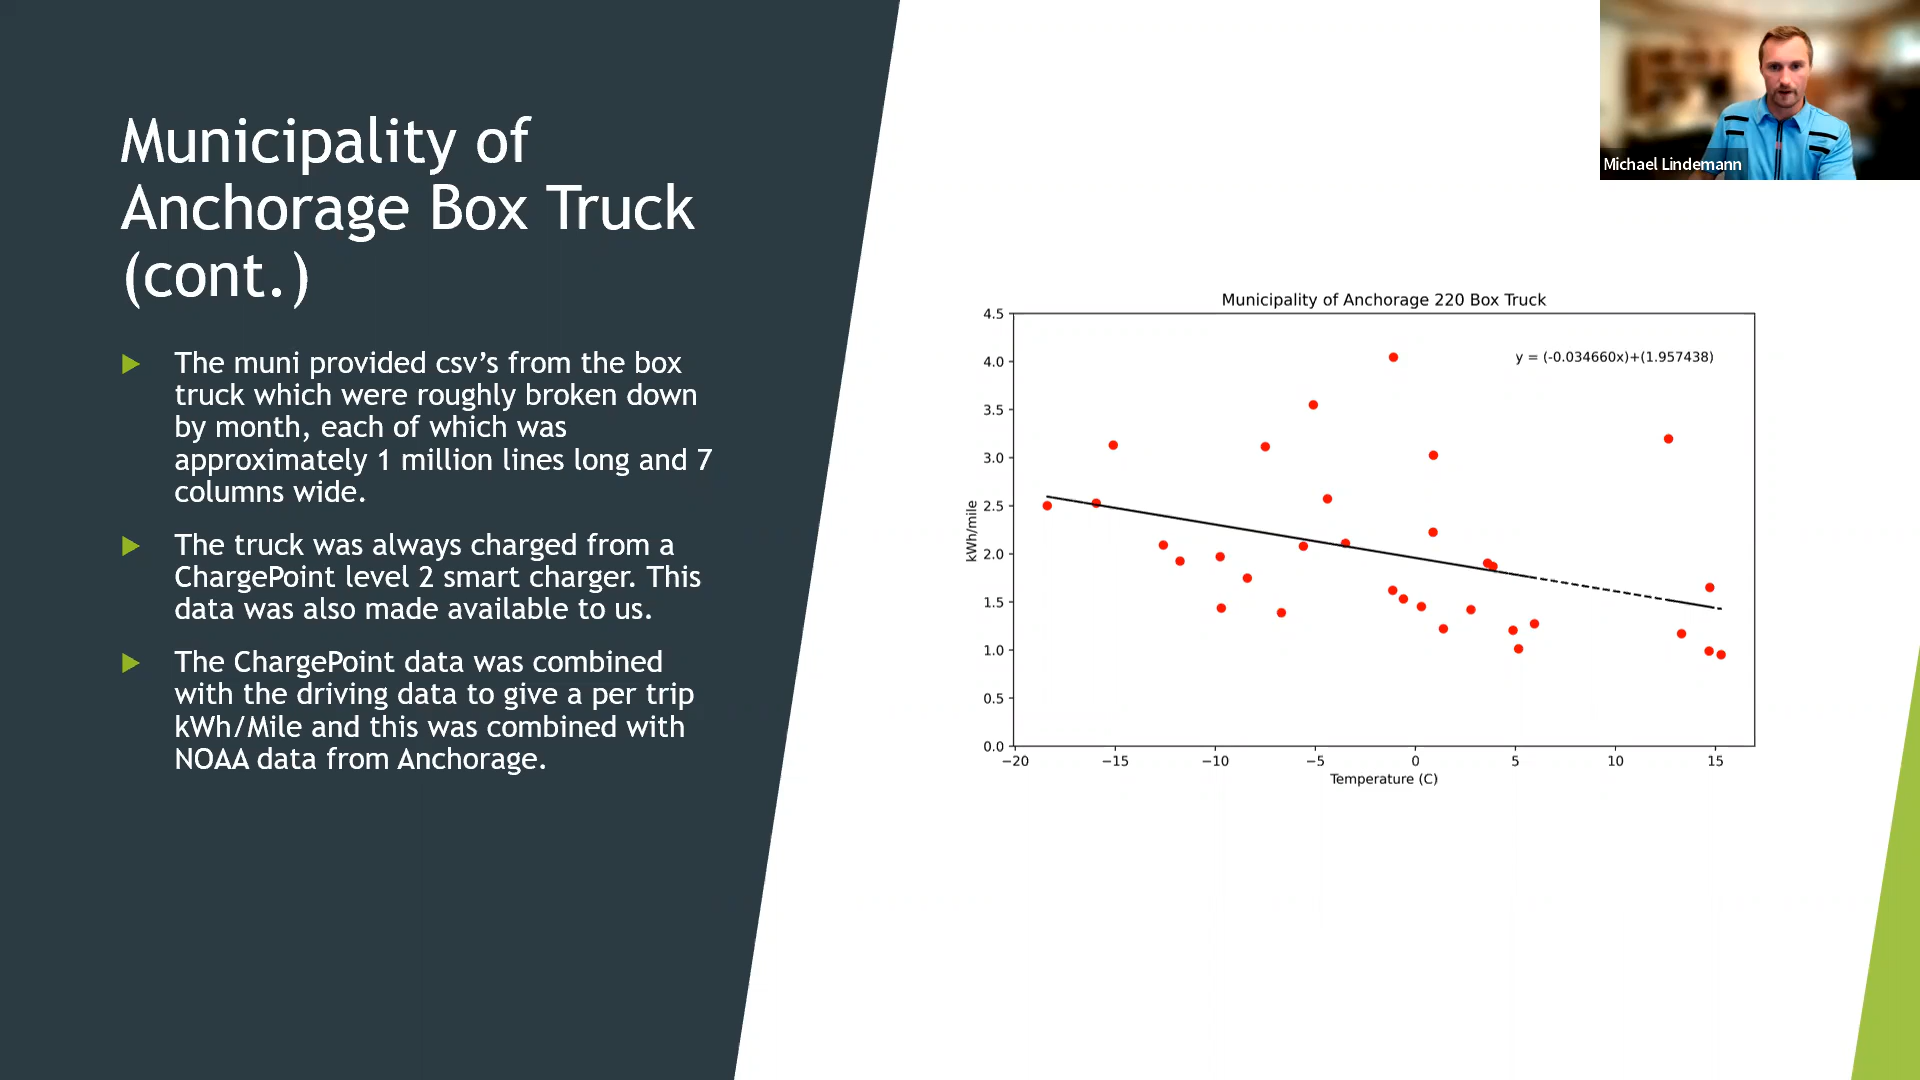 Municipality of
Anchorage Box Truck
(cont.)
The muni provided csv’s from the box
truck which were roughly broken down
by month, each of which was
approximately 1 million lines long and 7
columns wide.
The truck was always charged from a
ChargePoint level 2 smart charger. This
data was also made available to us.
The ChargePoint data was combined
with the driving data to give a per trip
kWh/Mile and this was combined with
NOAA data from Anchorage.
Michael Lindemann
Municipality of Anchorage 220 Box Truck
y = (-0.034660x)+(1.957438)
4.5
4.0
3.5
3.0
2.5
2.0
1.5
1.0
0.5
0.0
kWh/mile
−20 −15 −10 −5 0 5 10 15
Temperature (C)